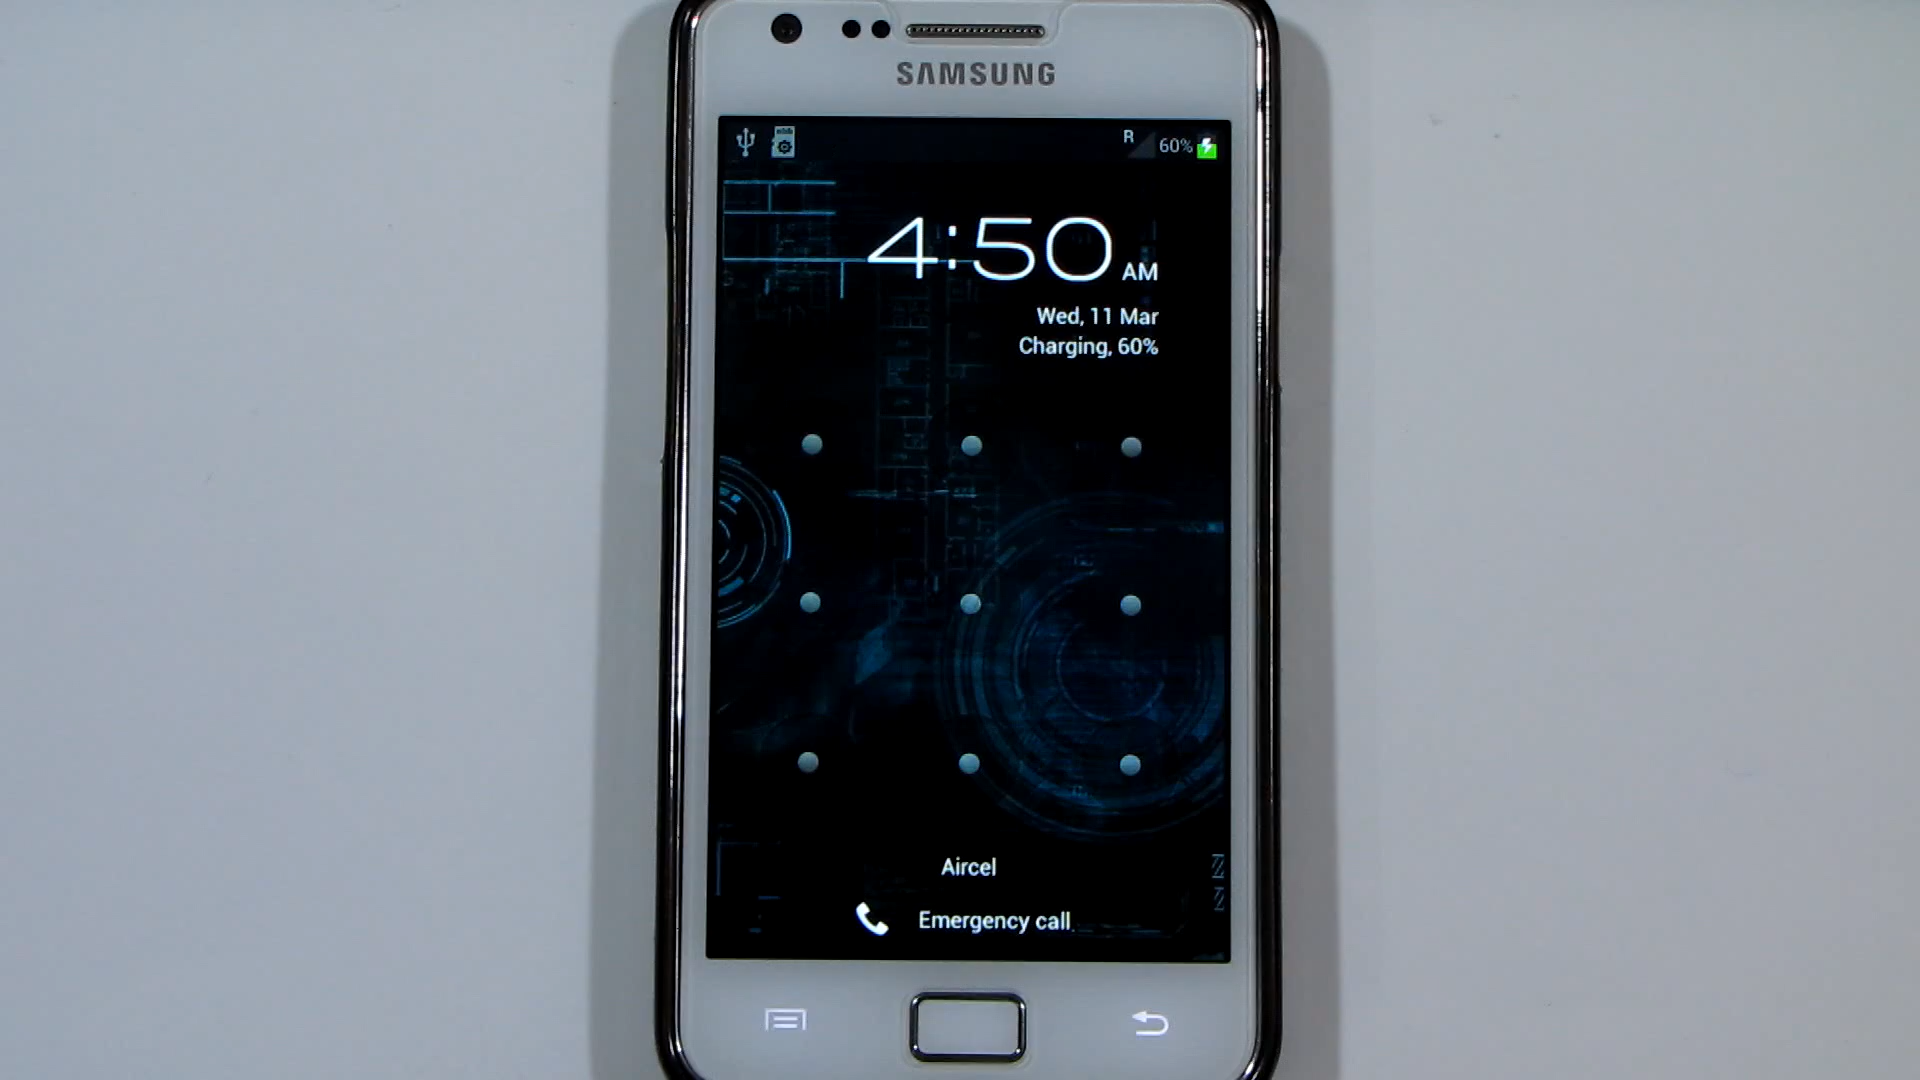 SAMSUNG
R 60%
4:50 AM
Wed, 11 Mar
Charging, 60%
Aircel
Emergency call